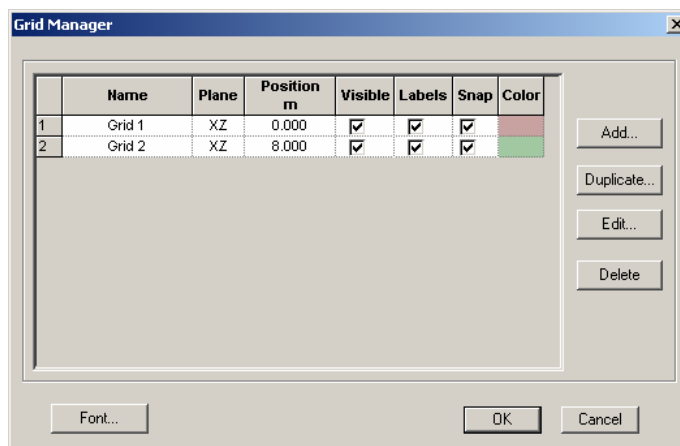 Grid Manager
Name Plane Position m Visible Labels Snap Color
1 Grid 1 XZ 0.000
2 Grid 2 XZ 8.000
Add...
Duplicate...
Edit...
Delete
Font... OK Cancel